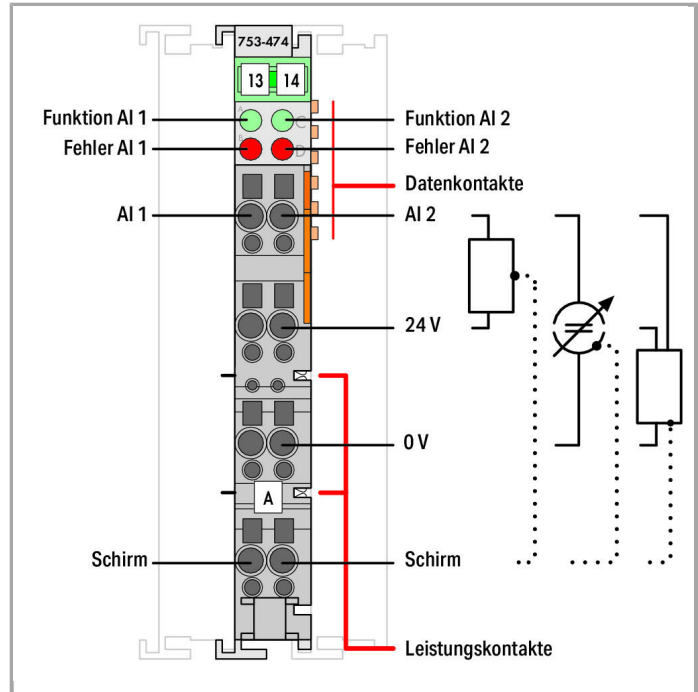 753-474
13 14
Funktion AI 1
A
C
Funktion AI 2
Fehler AI 1
B
D
Fehler AI 2
Datenkontakte
AI 1
AI 2
24 V
0 V
A
Schirm
Schirm
Leistungskontakte